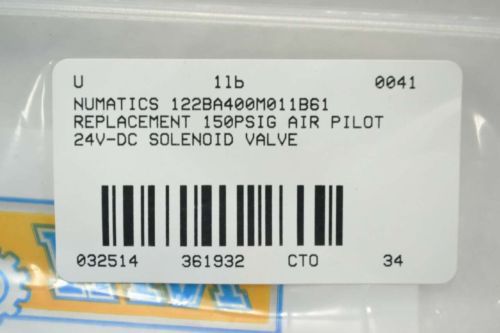 U 1lb 0041
NUMATICS 122BA400M011B61
REPLACEMENT 150PSIG AIR PILOT
24V-DC SOLENOID VALVE
032514 361932 CTO 34